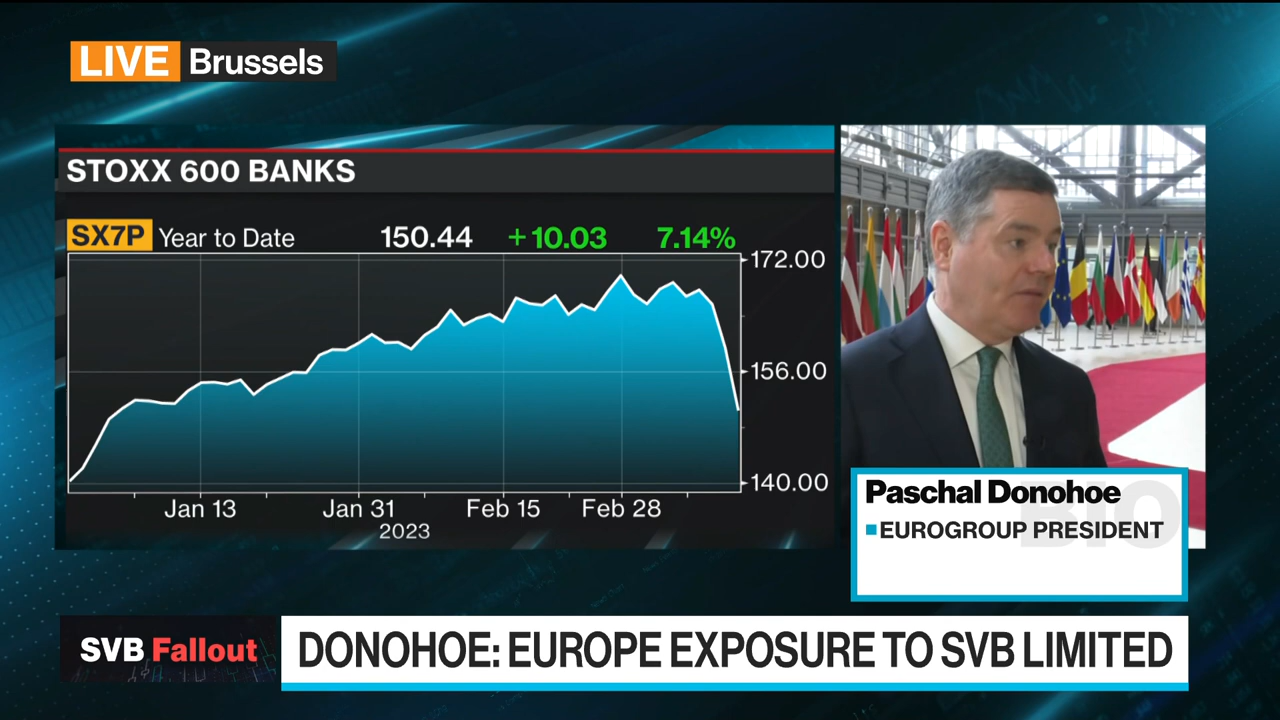 LIVE Brussels
STOXX 600 BANKS
SX7P Year to Date 150.44 +10.03 7.14%
172.00
156.00
140.00
Jan 13 Jan 31 Feb 15 Feb 28
2023
BIO
Paschal Donohoe
EUROGROUP PRESIDENT
SVB Fallout
DONOHOE: EUROPE EXPOSURE TO SVB LIMITED